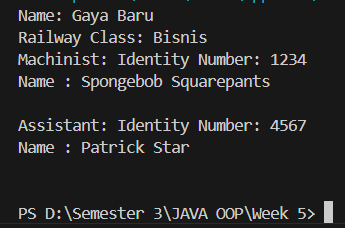 Name: Gaya Baru
Railway Class: Bisnis
Machinist: Identity Number: 1234
Name : Spongebob Squarepants
Assistant: Identity Number: 4567
Name : Patrick Star
PS D:\Semester 3\JAVA OOP\Week 5>